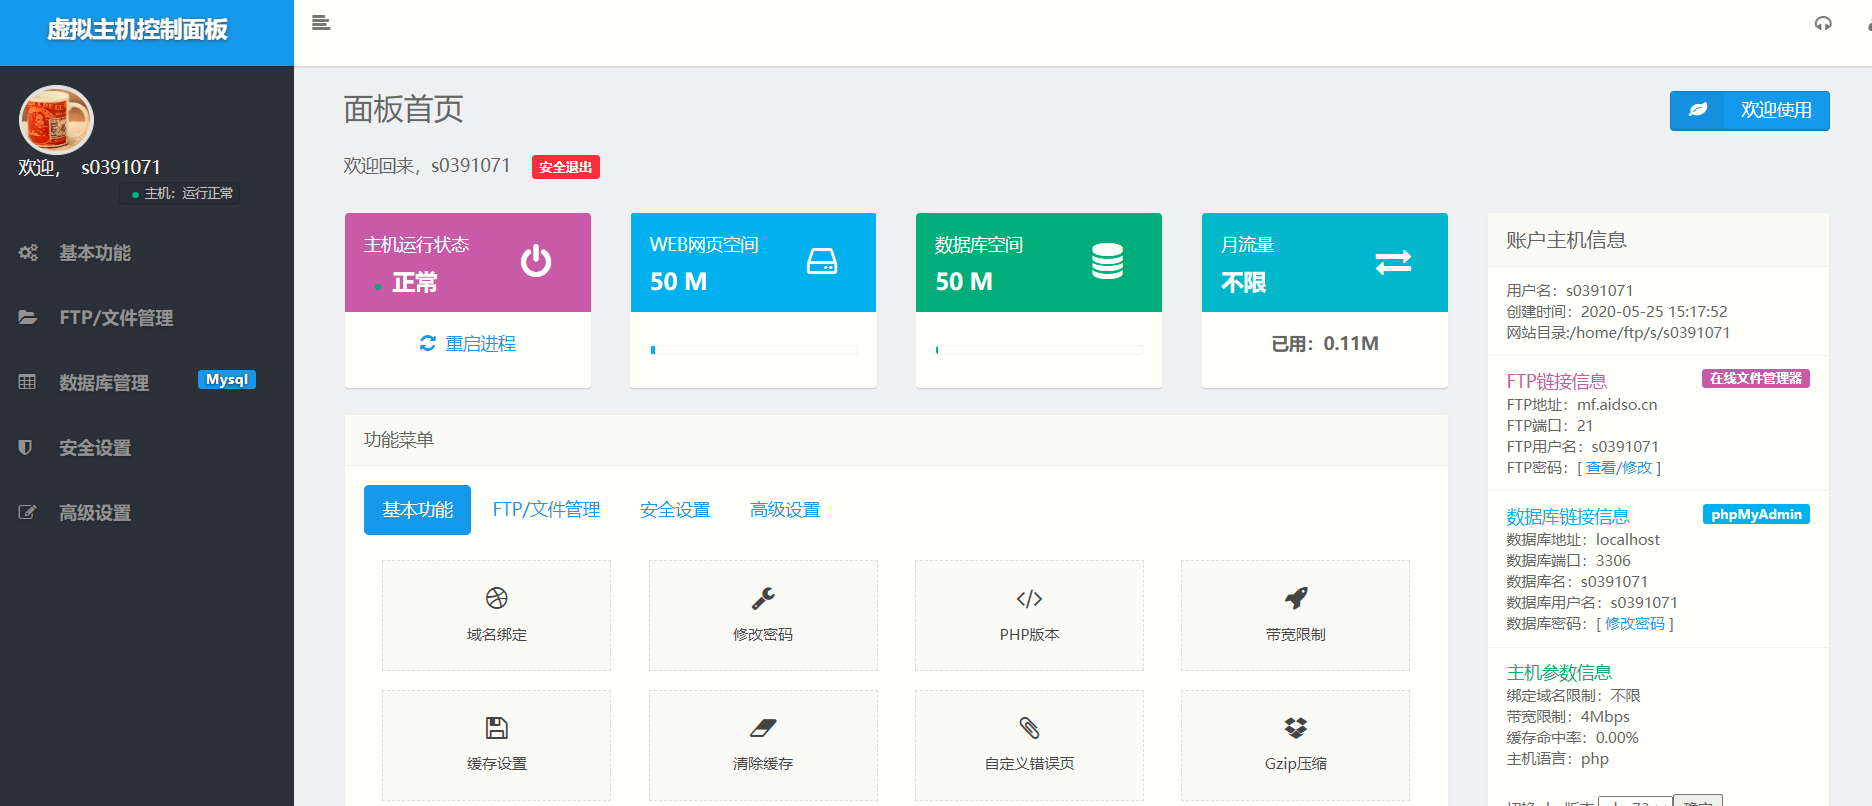 虚拟主机控制面板
欢迎， s0391071
主机：运行正常
基本功能
FTP/文件管理
数据库管理 Mysql
安全设置
高级设置
面板首页
欢迎使用
欢迎回来，s0391071 安全退出
主机运行状态
正常
重启进程
WEB网页空间
50 M
数据库空间
50 M
月流量
不限
已用：0.11M
功能菜单
基本功能 FTP/文件管理 安全设置 高级设置
域名绑定 修改密码 PHP版本 带宽限制
缓存设置 清除缓存 自定义错误页 Gzip压缩
账户主机信息
用户名：s0391071
创建时间：2020-05-25 15:17:52
网站目录:/home/ftp/s/s0391071
FTP链接信息 在线文件管理器
FTP地址：mf.aidso.cn
FTP端口：21
FTP用户名：s0391071
FTP密码：[ 查看/修改 ]
数据库链接信息 phpMyAdmin
数据库地址：localhost
数据库端口：3306
数据库名：s0391071
数据库用户名：s0391071
数据库密码：[ 修改密码 ]
主机参数信息
绑定域名限制：不限
带宽限制：4Mbps
缓存命中率：0.00%
主机语言：php